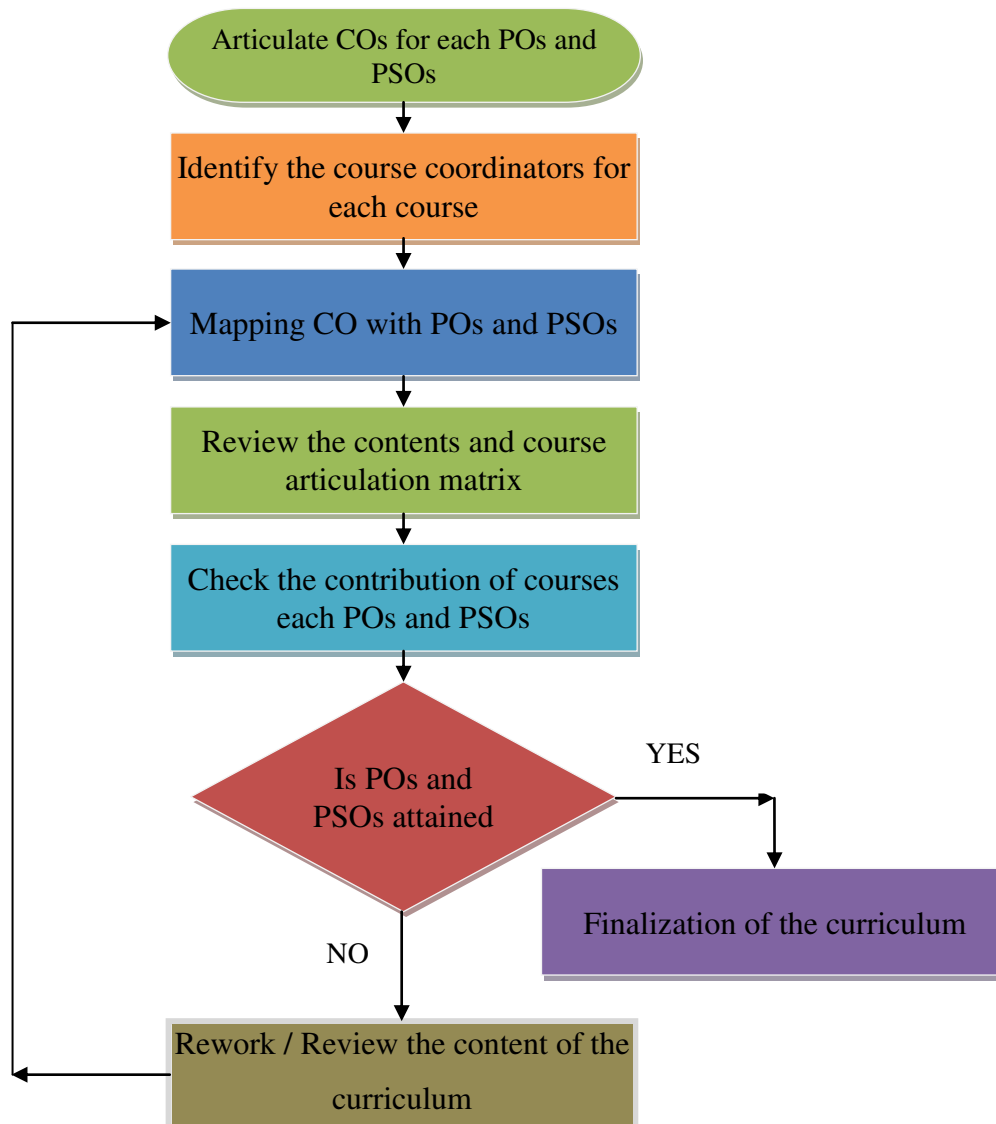 Articulate COs for each POs and
PSOs
Identify the course coordinators for
each course
Mapping CO with POs and PSOs
Review the contents and course
articulation matrix
Check the contribution of courses
each POs and PSOs
Is POs and
PSOs attained
YES
Finalization of the curriculum
NO
Rework / Review the content of the
curriculum